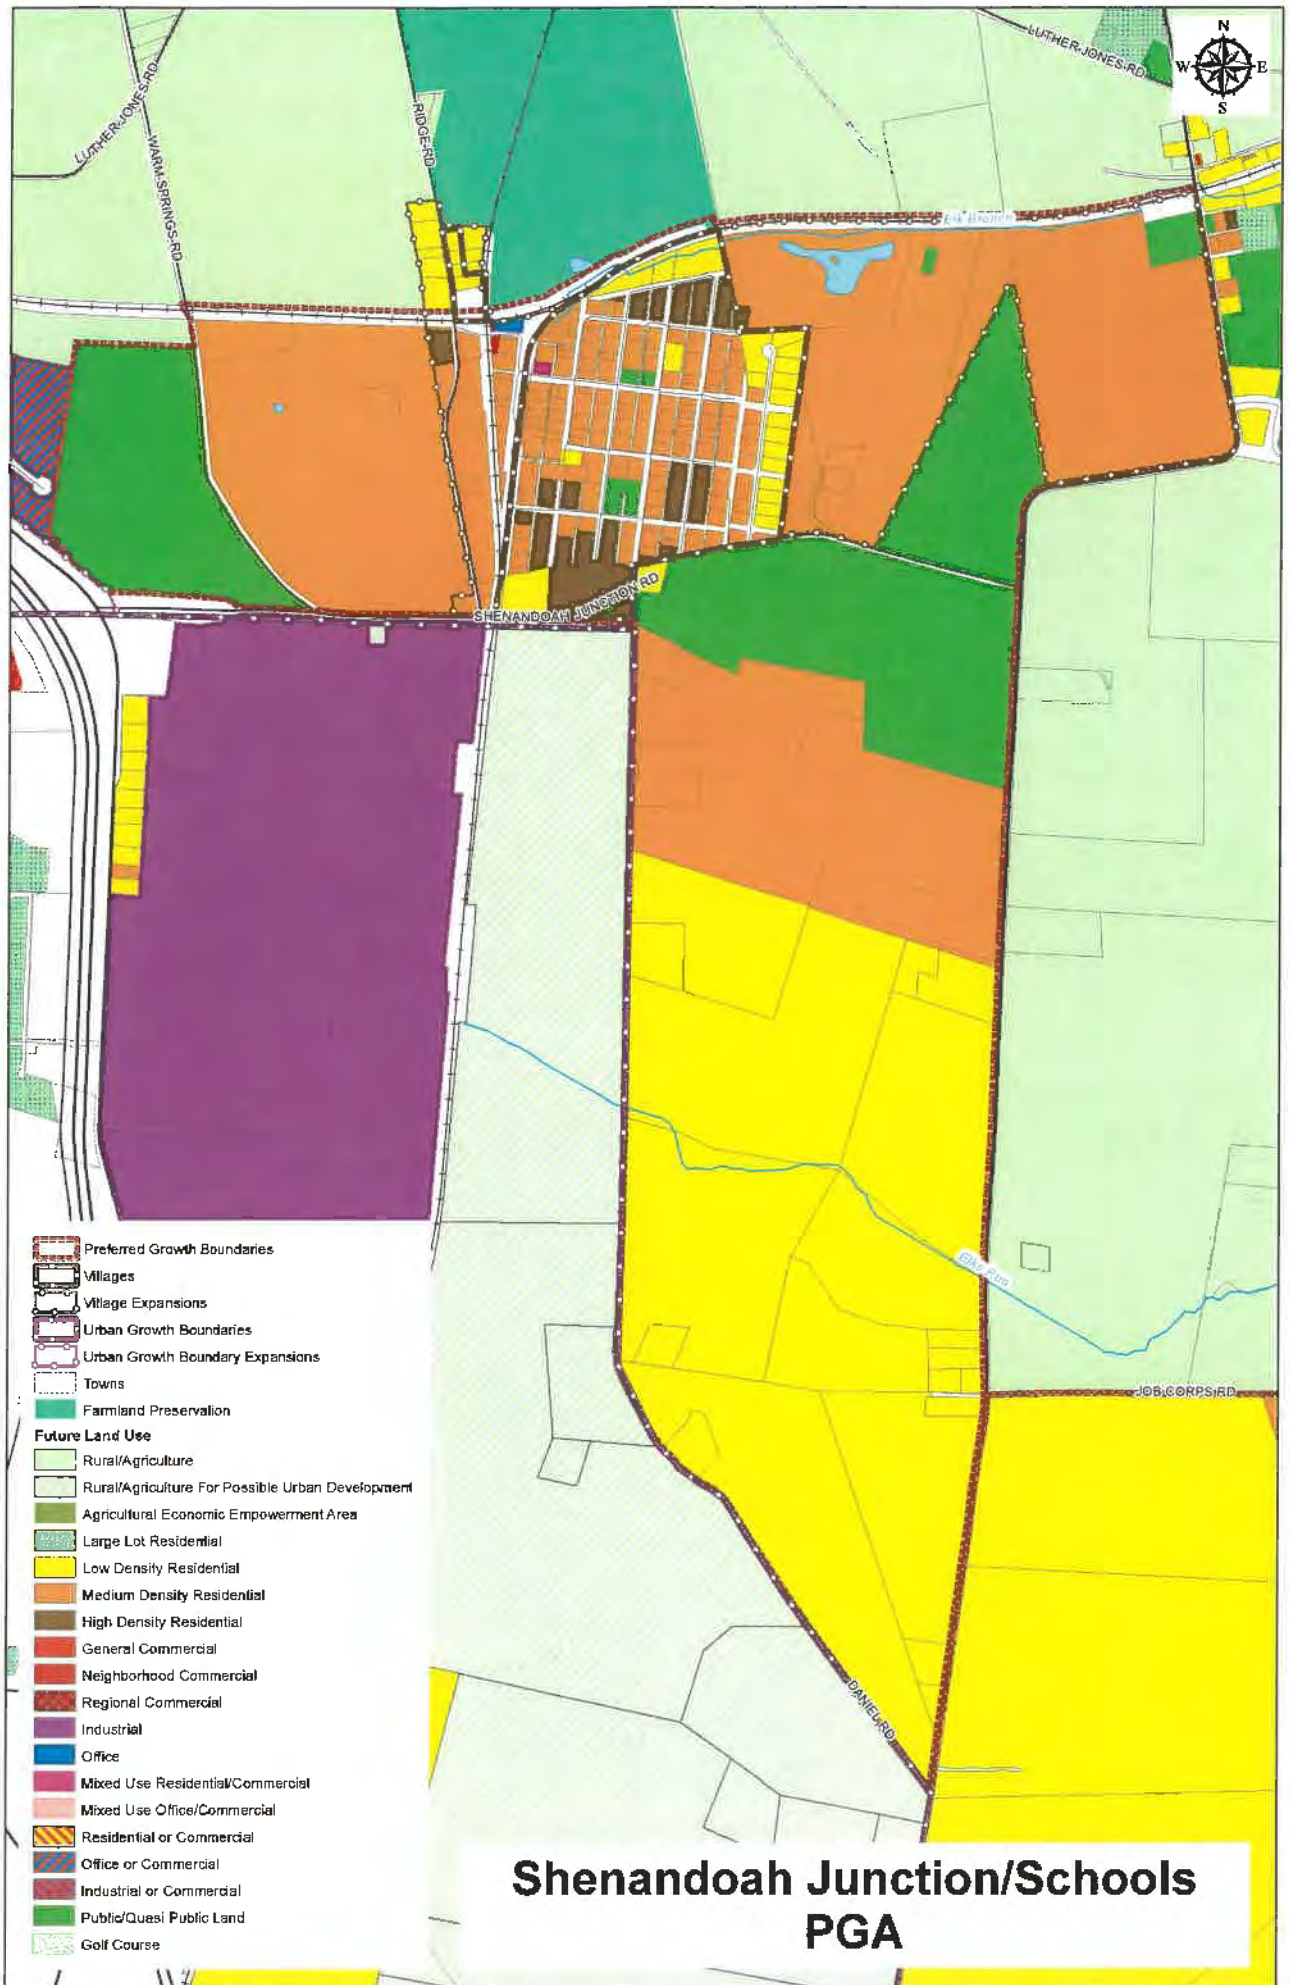 N
W E
S
LUTHER-JONES-RD
LUTHER-JONES-RD
WARM-SPRINGS-RD
RIDGE-RD
Elk Branch
SHENANDOAH JUNCTION RD
Elks Run
JOB CORPS RD
DANIEL RD
Preferred Growth Boundaries
Villages
Village Expansions
Urban Growth Boundaries
Urban Growth Boundary Expansions
Towns
Farmland Preservation
Future Land Use
Rural/Agriculture
Rural/Agriculture For Possible Urban Development
Agricultural Economic Empowerment Area
Large Lot Residential
Low Density Residential
Medium Density Residential
High Density Residential
General Commercial
Neighborhood Commercial
Regional Commercial
Industrial
Office
Mixed Use Residential/Commercial
Mixed Use Office/Commercial
Residential or Commercial
Office or Commercial
Industrial or Commercial
Public/Quasi Public Land
Golf Course
Shenandoah Junction/Schools
PGA